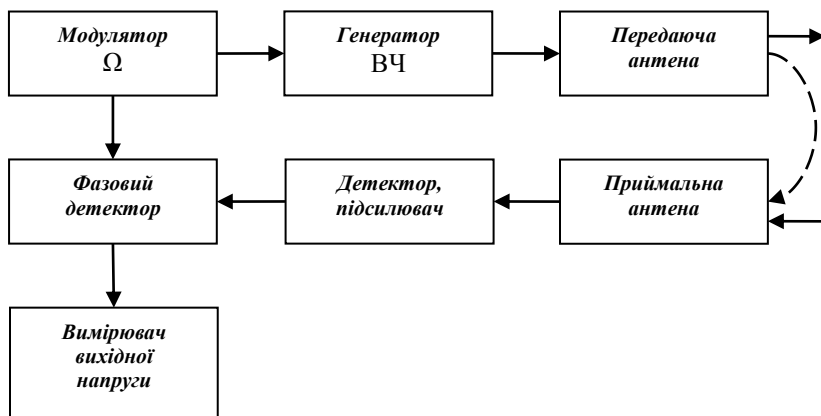 Модулятор
Ω
Генератор
ВЧ
Передаюча
антена
Фазовий
детектор
Детектор,
підсилювач
Приймальна
антена
Вимірювач
вихідної
напруги